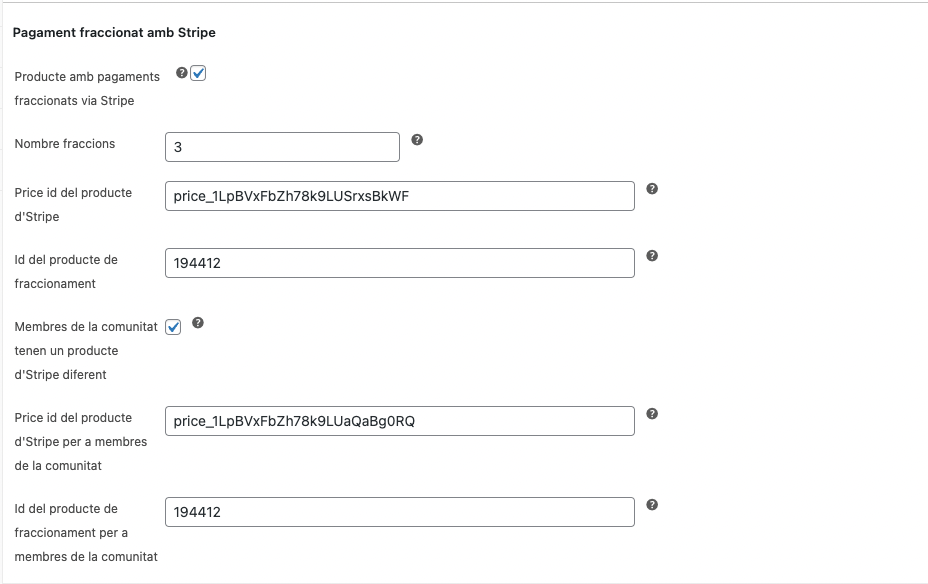 Pagament fraccionat amb Stripe
Producte amb pagaments
fraccionats via Stripe
Nombre fraccions
3
Price id del producte
d'Stripe
price_1LpBVxFbZh78k9LUSrxsBkWF
Id del producte de
fraccionament
194412
Membres de la comunitat
tenen un producte
d'Stripe diferent
Price id del producte
d'Stripe per a membres
de la comunitat
price_1LpBVxFbZh78k9LUaQaBg0RQ
Id del producte de
fraccionament per a
membres de la comunitat
194412